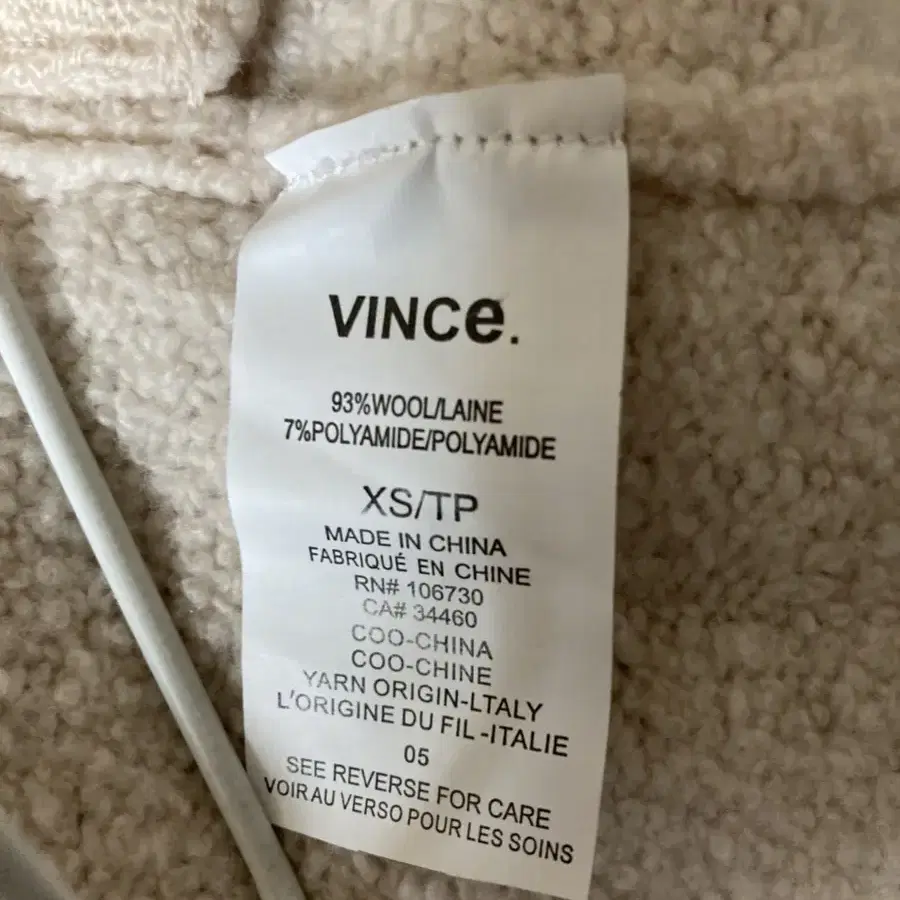 VINCe.
93%WOOL/LAINE
7%POLYAMIDE/POLYAMIDE
XS/TP
MADE IN CHINA
FABRIQUÉ EN CHINE
RN# 106730
CA# 34460
COO-CHINA
COO-CHINE
YARN ORIGIN-LTALY
L'ORIGINE DU FIL-ITALIE
05
SEE REVERSE FOR CARE
VOIR AU VERSO POUR LES SOINS